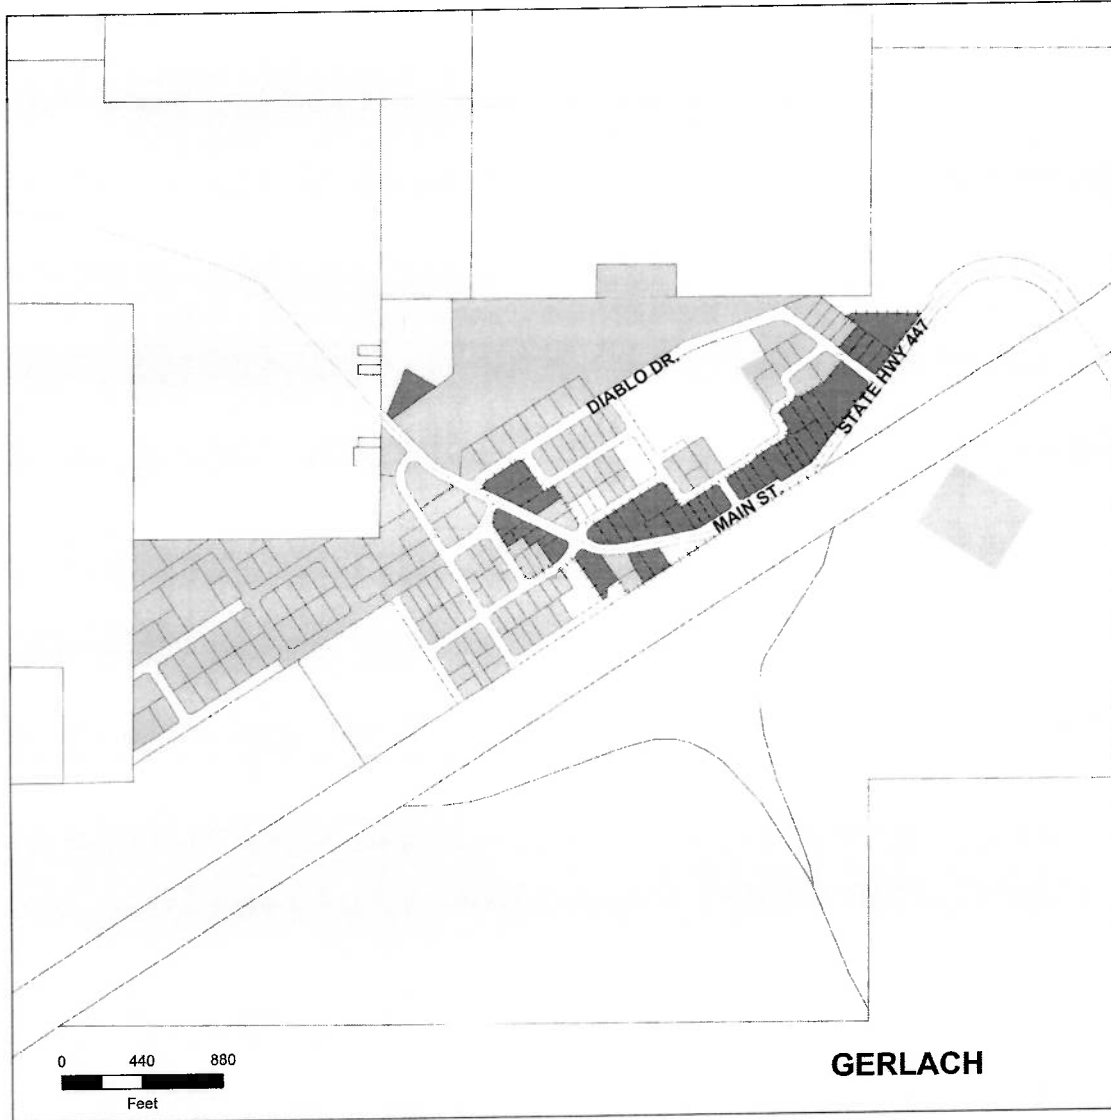 DIABLO DR.
STATE HWY 447
MAIN ST.
0 440 880
Feet
GERLACH